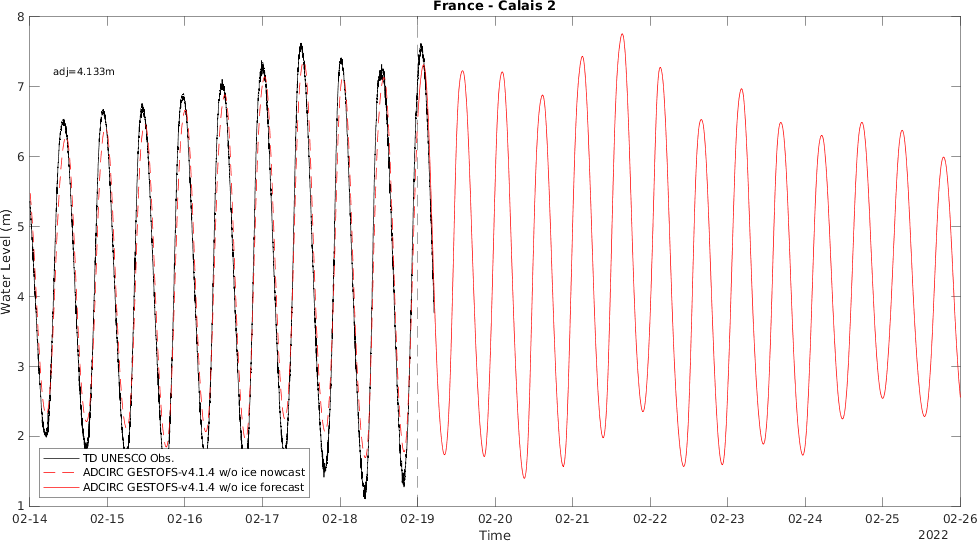 France - Calais 2
8
adj=4.133m
7
6
5
Water Level (m)
4
3
2
TD UNESCO Obs.
ADCIRC GESTOFS-v4.1.4 w/o ice nowcast
ADCIRC GESTOFS-v4.1.4 w/o ice forecast
1
02-14 02-15 02-16 02-17 02-18 02-19 02-20 02-21 02-22 02-23 02-24 02-25 02-26
Time
2022